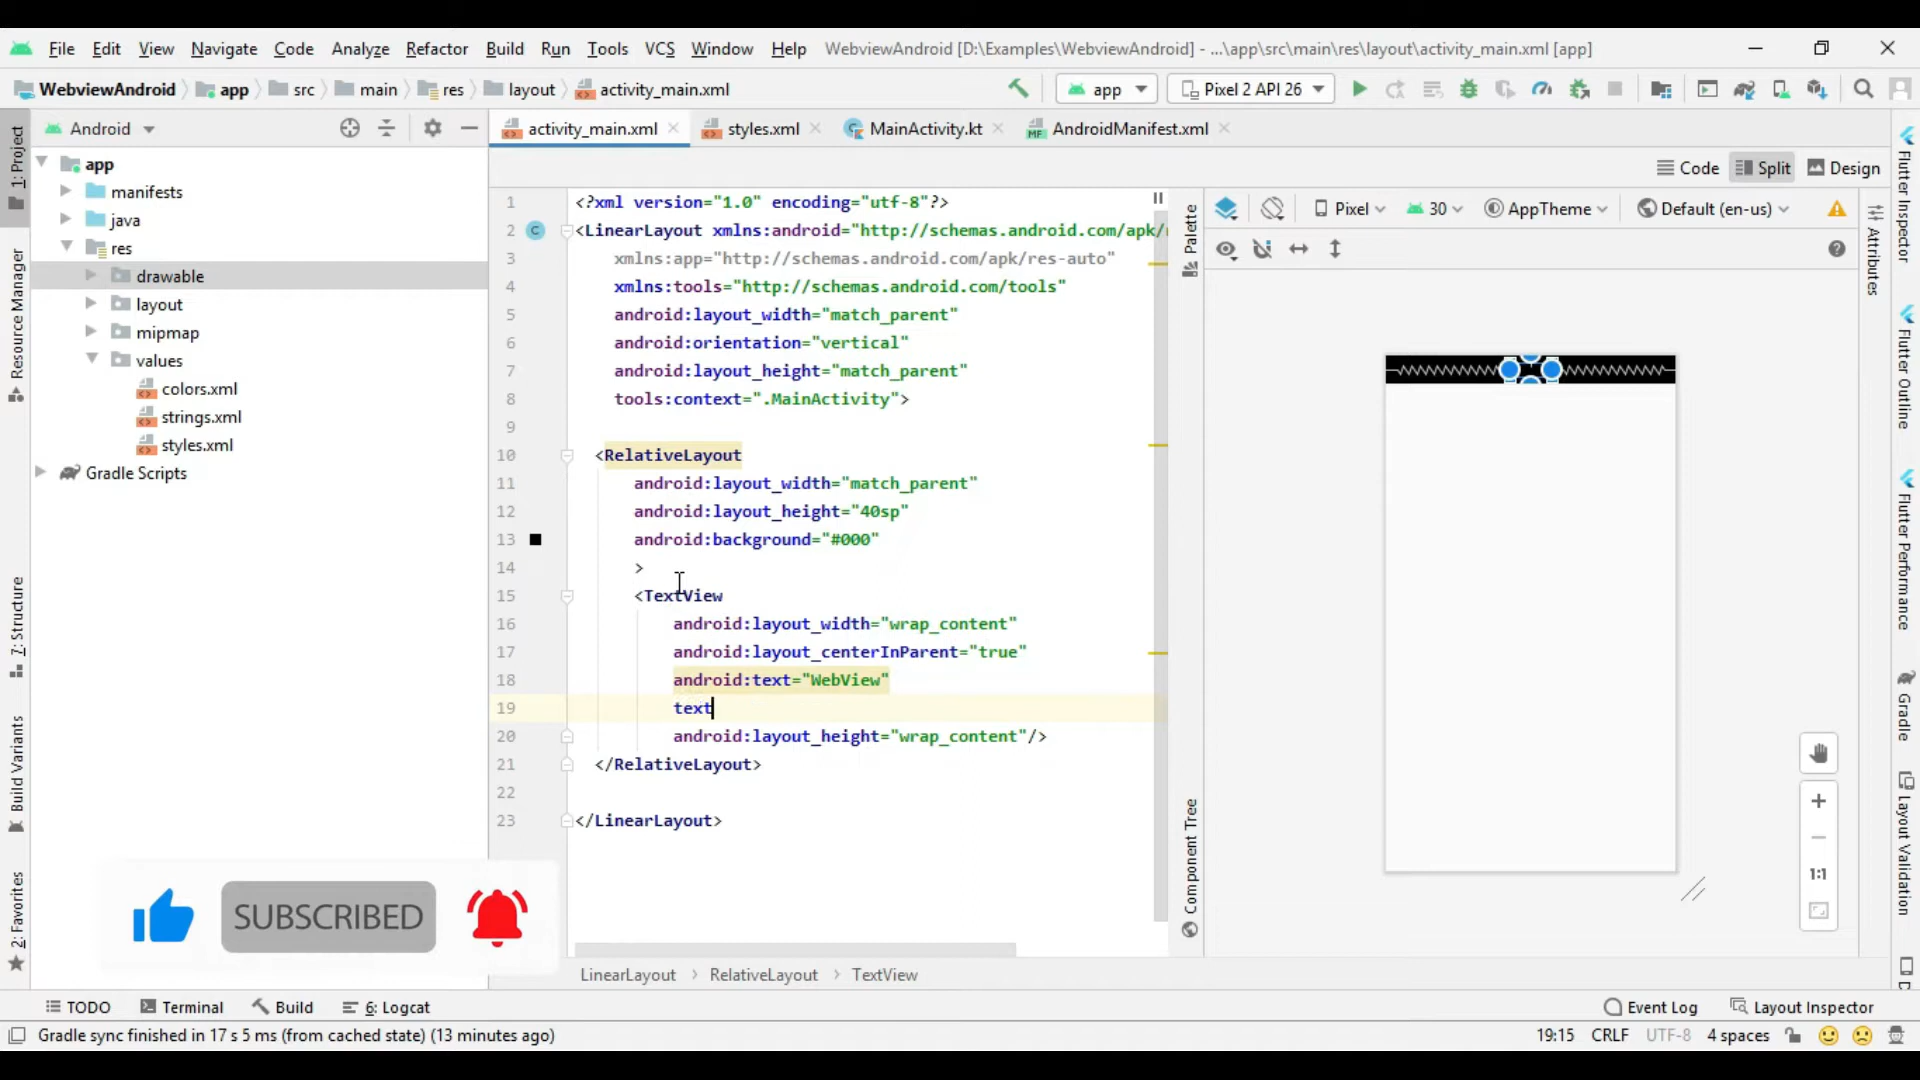 File Edit View Navigate Code Analyze Refactor Build Run Tools VCS Window Help WebviewAndroid [D:\Examples\WebviewAndroid] - ...\app\src\main\res\layout\activity_main.xml [app]
WebviewAndroid app src main res layout activity_main.xml app Pixel 2 API 26
Android
activity_main.xml styles.xml MainActivity.kt AndroidManifest.xml
Code Split Design
1: Project
Resource Manager
7: Structure
Build Variants
2: Favorites
app
manifests
java
res
drawable
layout
mipmap
values
colors.xml
strings.xml
styles.xml
Gradle Scripts
1 <?xml version="1.0" encoding="utf-8"?>
2 <LinearLayout xmlns:android="http://schemas.android.com/apk/
3 xmlns:app="http://schemas.android.com/apk/res-auto"
4 xmlns:tools="http://schemas.android.com/tools"
5 android:layout_width="match_parent"
6 android:orientation="vertical"
7 android:layout_height="match_parent"
8 tools:context=".MainActivity">
9
10 <RelativeLayout
11 android:layout_width="match_parent"
12 android:layout_height="40sp"
13 android:background="#000"
14 >
15 <TextView
16 android:layout_width="wrap_content"
17 android:layout_centerInParent="true"
18 android:text="WebView"
19 text
20 android:layout_height="wrap_content"/>
21 </RelativeLayout>
22
23 </LinearLayout>
LinearLayout RelativeLayout TextView
Palette
Component Tree
Pixel 30 AppTheme Default (en-us)
1:1
Attributes
Flutter Inspector
Flutter Outline
Flutter Performance
Gradle
Layout Validation
SUBSCRIBED
TODO Terminal Build 6: Logcat Event Log Layout Inspector
Gradle sync finished in 17 s 5 ms (from cached state) (13 minutes ago) 19:15 CRLF UTF-8 4 spaces